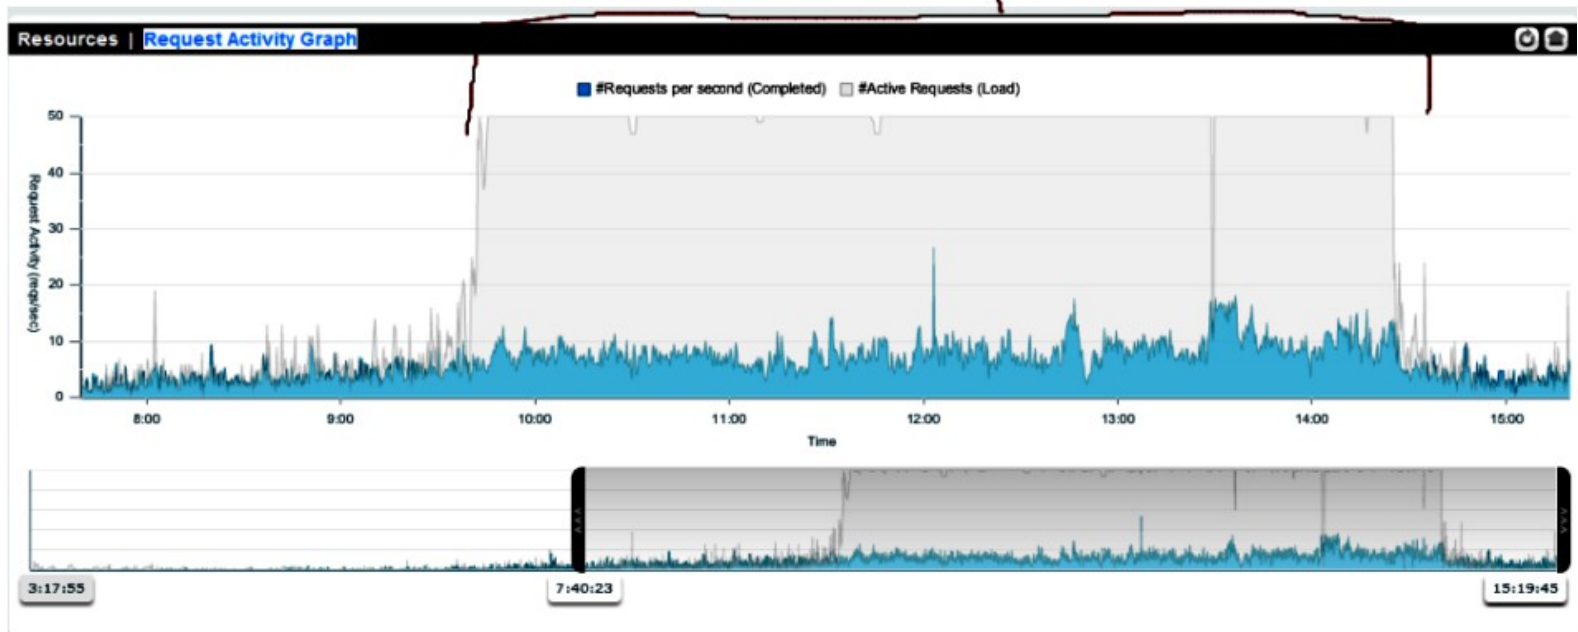 Resources | Request Activity Graph
#Requests per second (Completed) #Active Requests (Load)
50
40
30
20
10
0
Request Activity (reqs/sec)
8:00 9:00 10:00 11:00 12:00 13:00 14:00 15:00
Time
3:17:55 7:40:23 15:19:45